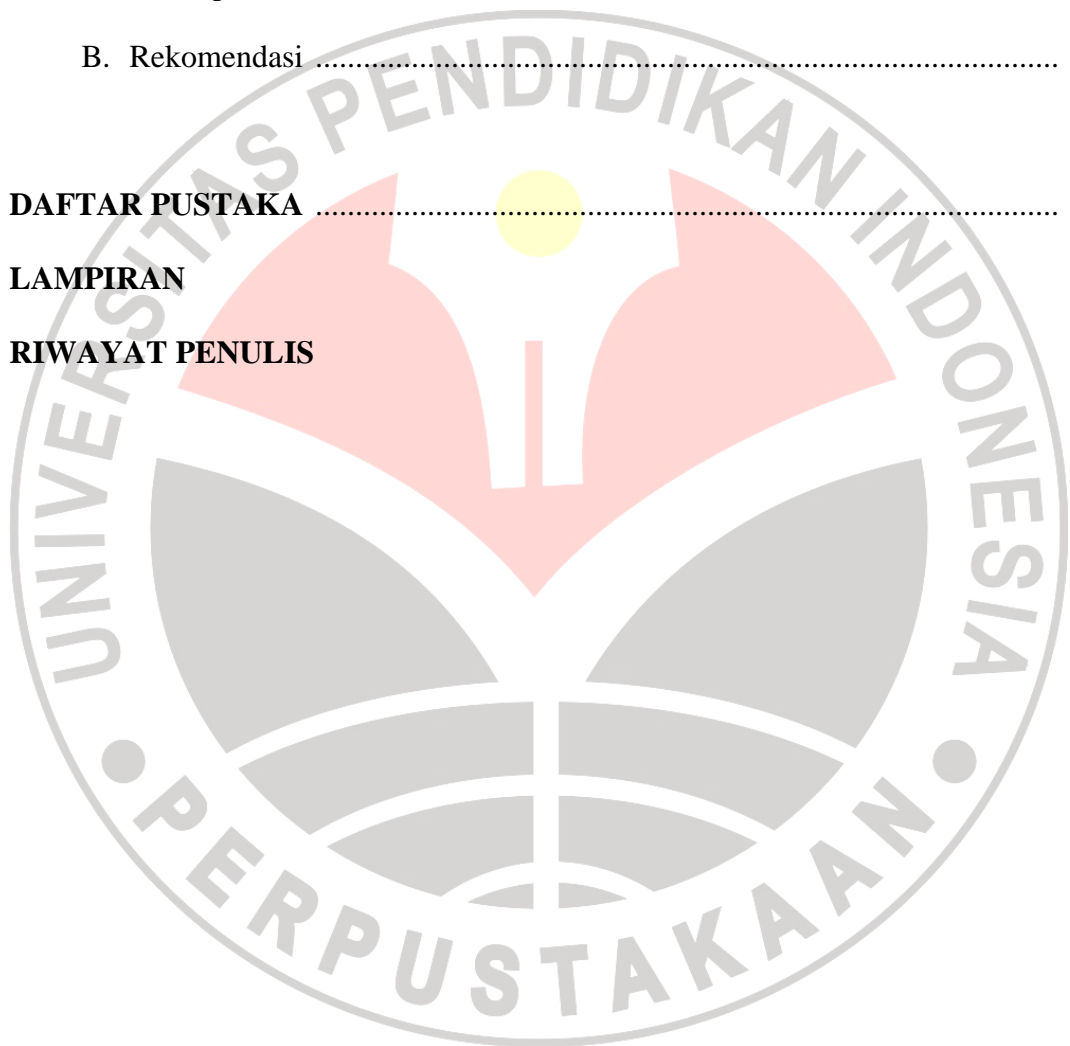 B. Rekomendasi ..............................................................................................
DAFTAR PUSTAKA ..............................................................................................
LAMPIRAN
RIWAYAT PENULIS
UNIVERSITAS PENDIDIKAN INDONESIA
PERPUSTAKAAN